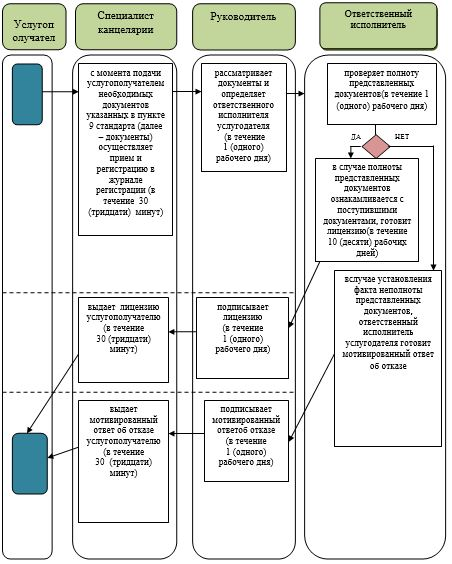 Услугоп
олучател
Специалист
канцелярии
Руководитель
Ответственный
исполнитель
с момента подачи
услугополучателем
необходимых
документов
указанных в пункте
9 стандарта (далее
– документы)
осуществляет
прием и
регистрацию в
журнале
регистрации (в
течение 30
(тридцати) минут)
рассматривает
документы и
определяет
ответственного
исполнителя
услугодателя
(в течение
1 (одного)
рабочего дня)
проверяет полноту
представленных
документов(в течение 1
(одного) рабочего дня)
ДА
НЕТ
в случае полноты
представленных
документов
ознакамливается с
поступившими
документами, готовит
лицензию(в течение
10 (десяти) рабочих
дней)
вслучае установления
факта неполноты
представленных
документов,
ответственный
исполнитель
услугодателя готовит
мотивированный ответ
об отказе
выдает лицензию
услугополучателю
(в течение
30 (тридцати)
минут)
подписывает
лицензию
(в течение
1 (одного)
рабочего дня)
выдает
мотивированный
ответ об отказе
услугополучателю
(в течение
30 (тридцати)
минут)
подписывает
мотивированный
ответоб отказе
(в течение
1 (одного)
рабочего дня)